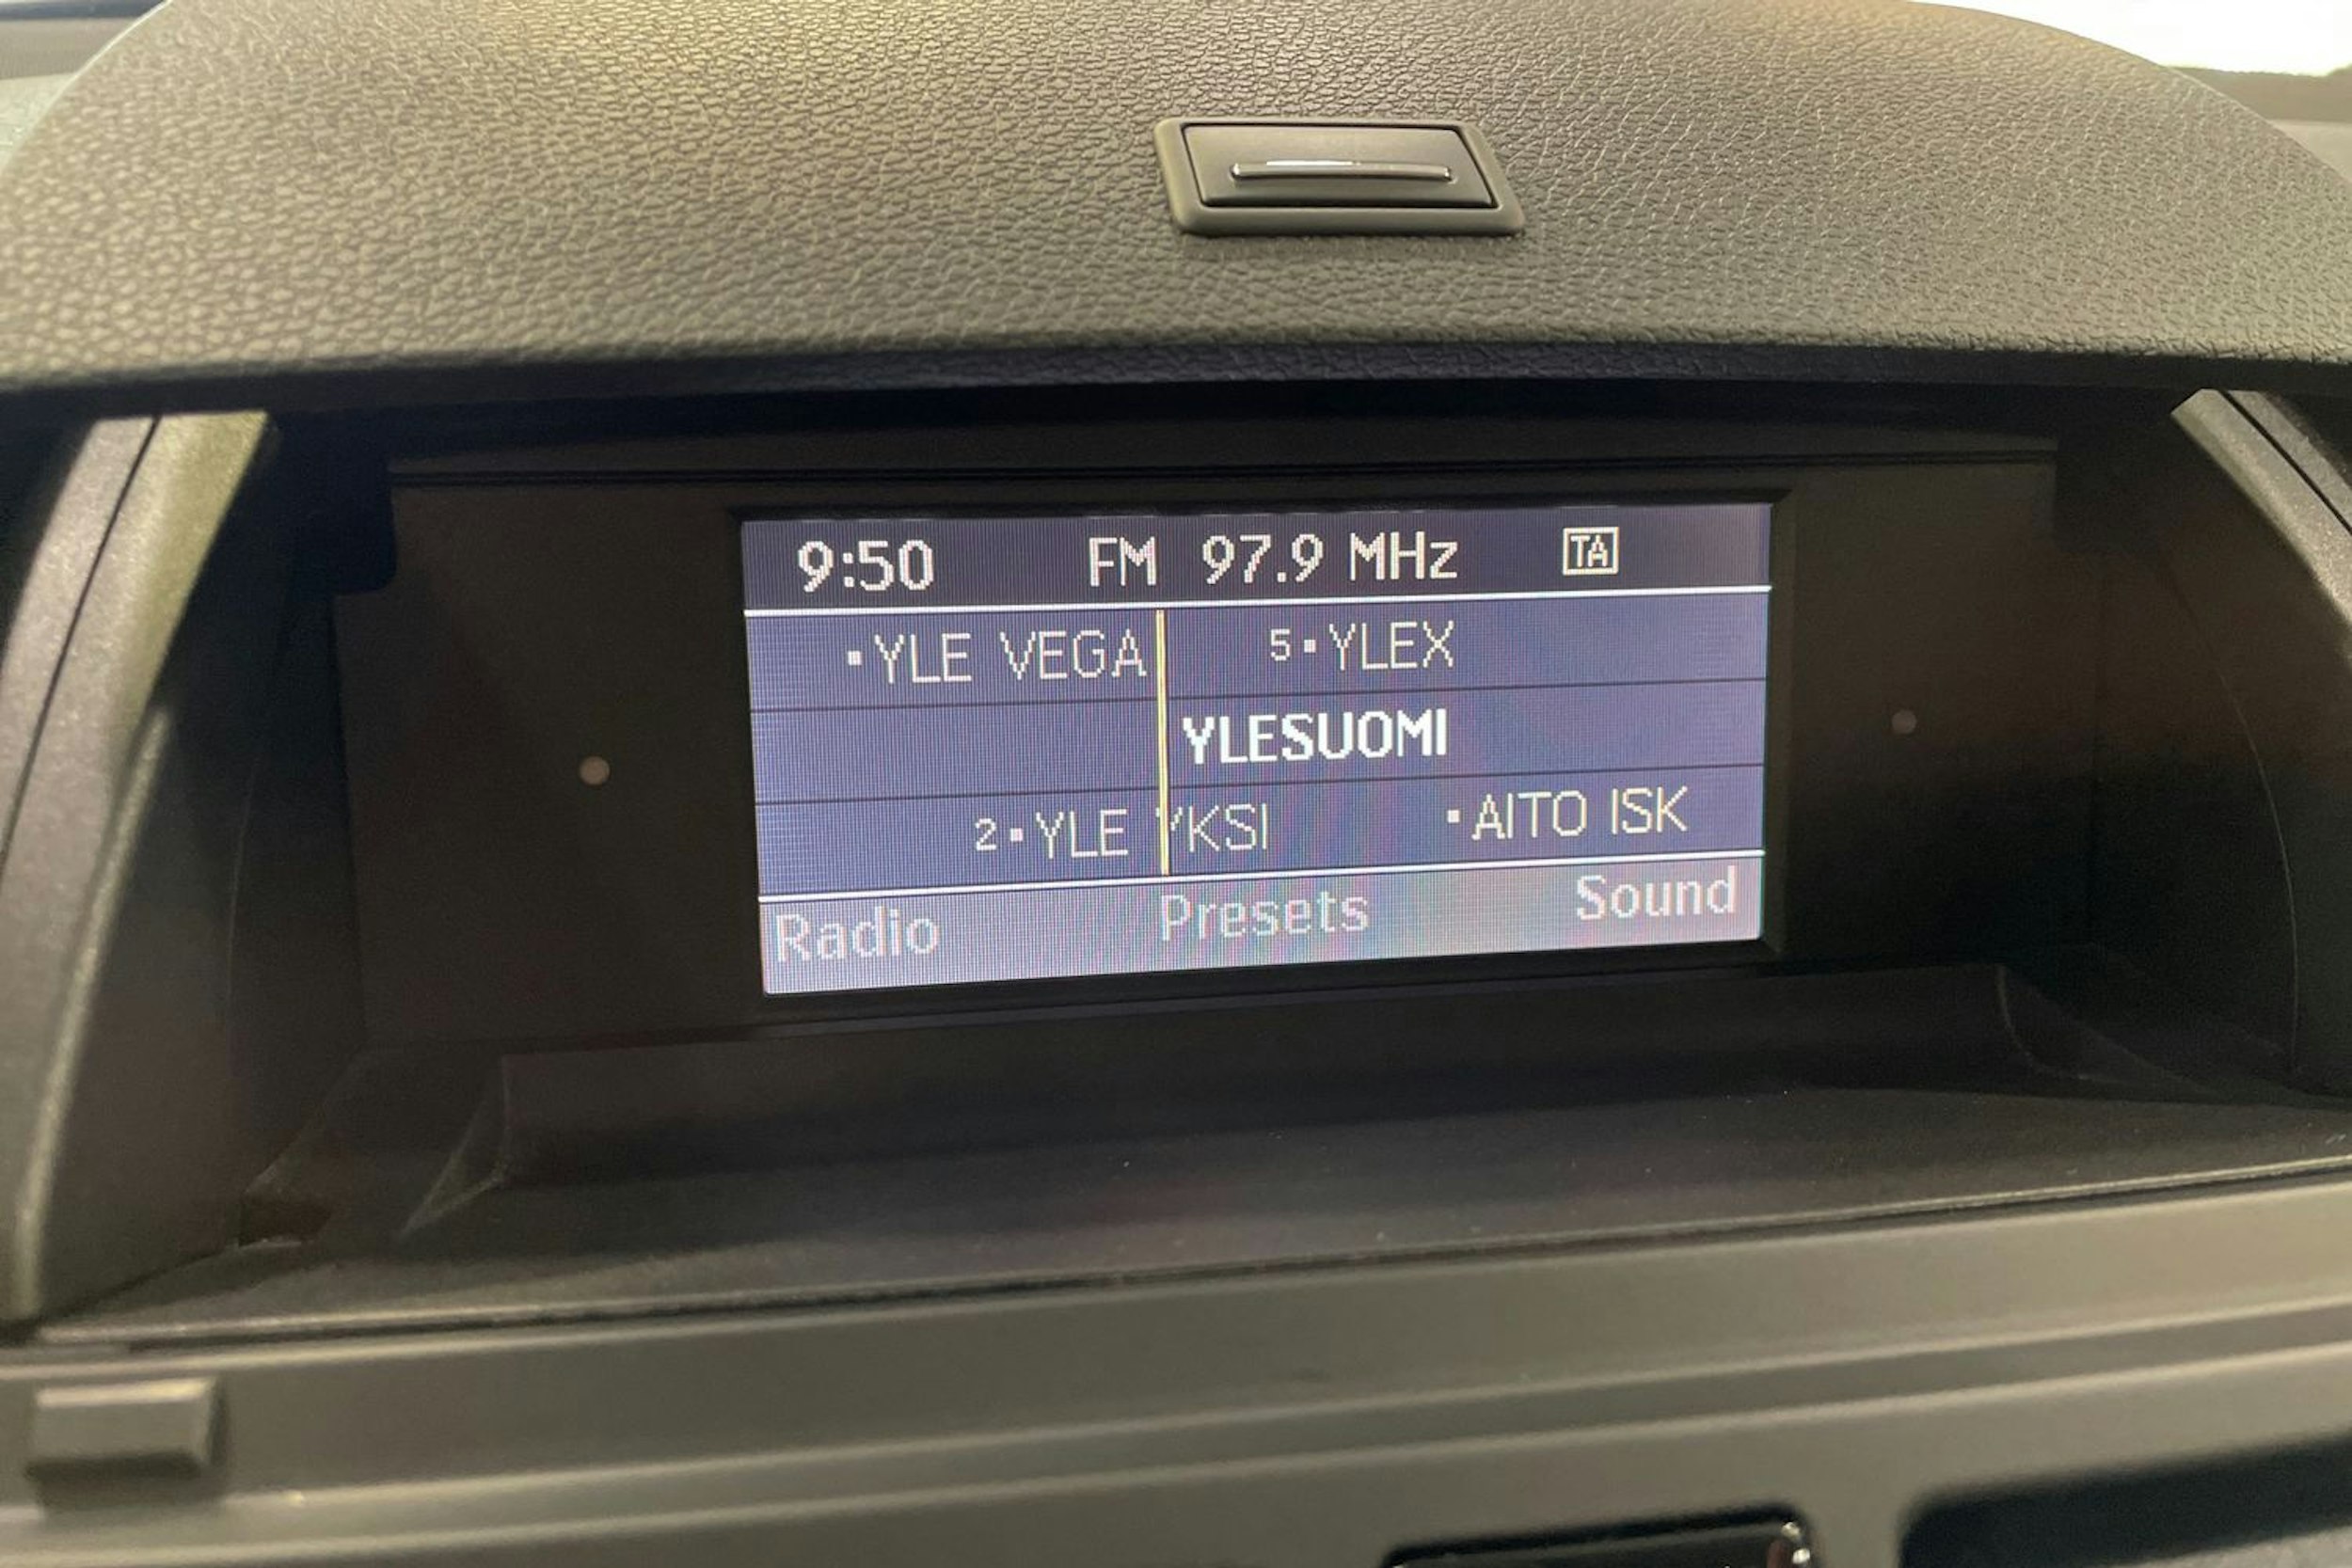 9:50 FM 97.9 MHz TA
▪YLE VEGA 5▪YLEX
YLESUOMI
2▪YLE YKSI ▪AITO ISK
Radio Presets Sound